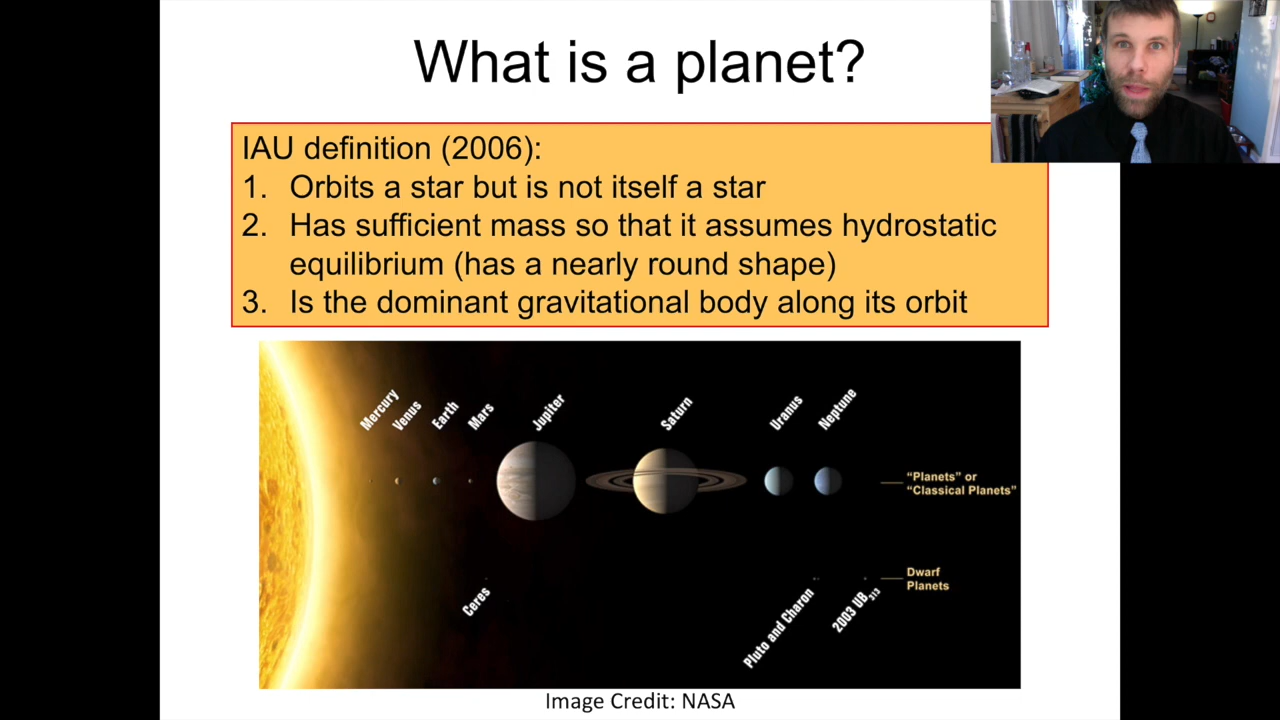 What is a planet?
IAU definition (2006):
1. Orbits a star but is not itself a star
2. Has sufficient mass so that it assumes hydrostatic
equilibrium (has a nearly round shape)
3. Is the dominant gravitational body along its orbit
Mercury
Venus
Earth
Mars
Jupiter
Saturn
Uranus
Neptune
“Planets” or
“Classical Planets”
Ceres
Pluto and Charon
2003 UB313
Dwarf
Planets
Image Credit: NASA